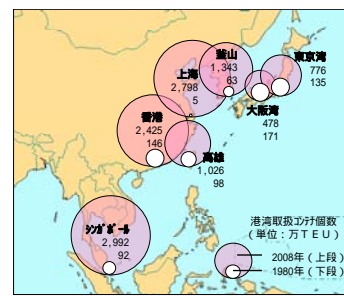 釜山
1,343
63
東京湾
776
135
上海
2,798
5
大阪湾
478
171
香港
2,425
146
高雄
1,026
98
シンガポール
2,992
92
港湾取扱コンテナ個数
(単位:万TEU)
2008年(上段)
1980年(下段)